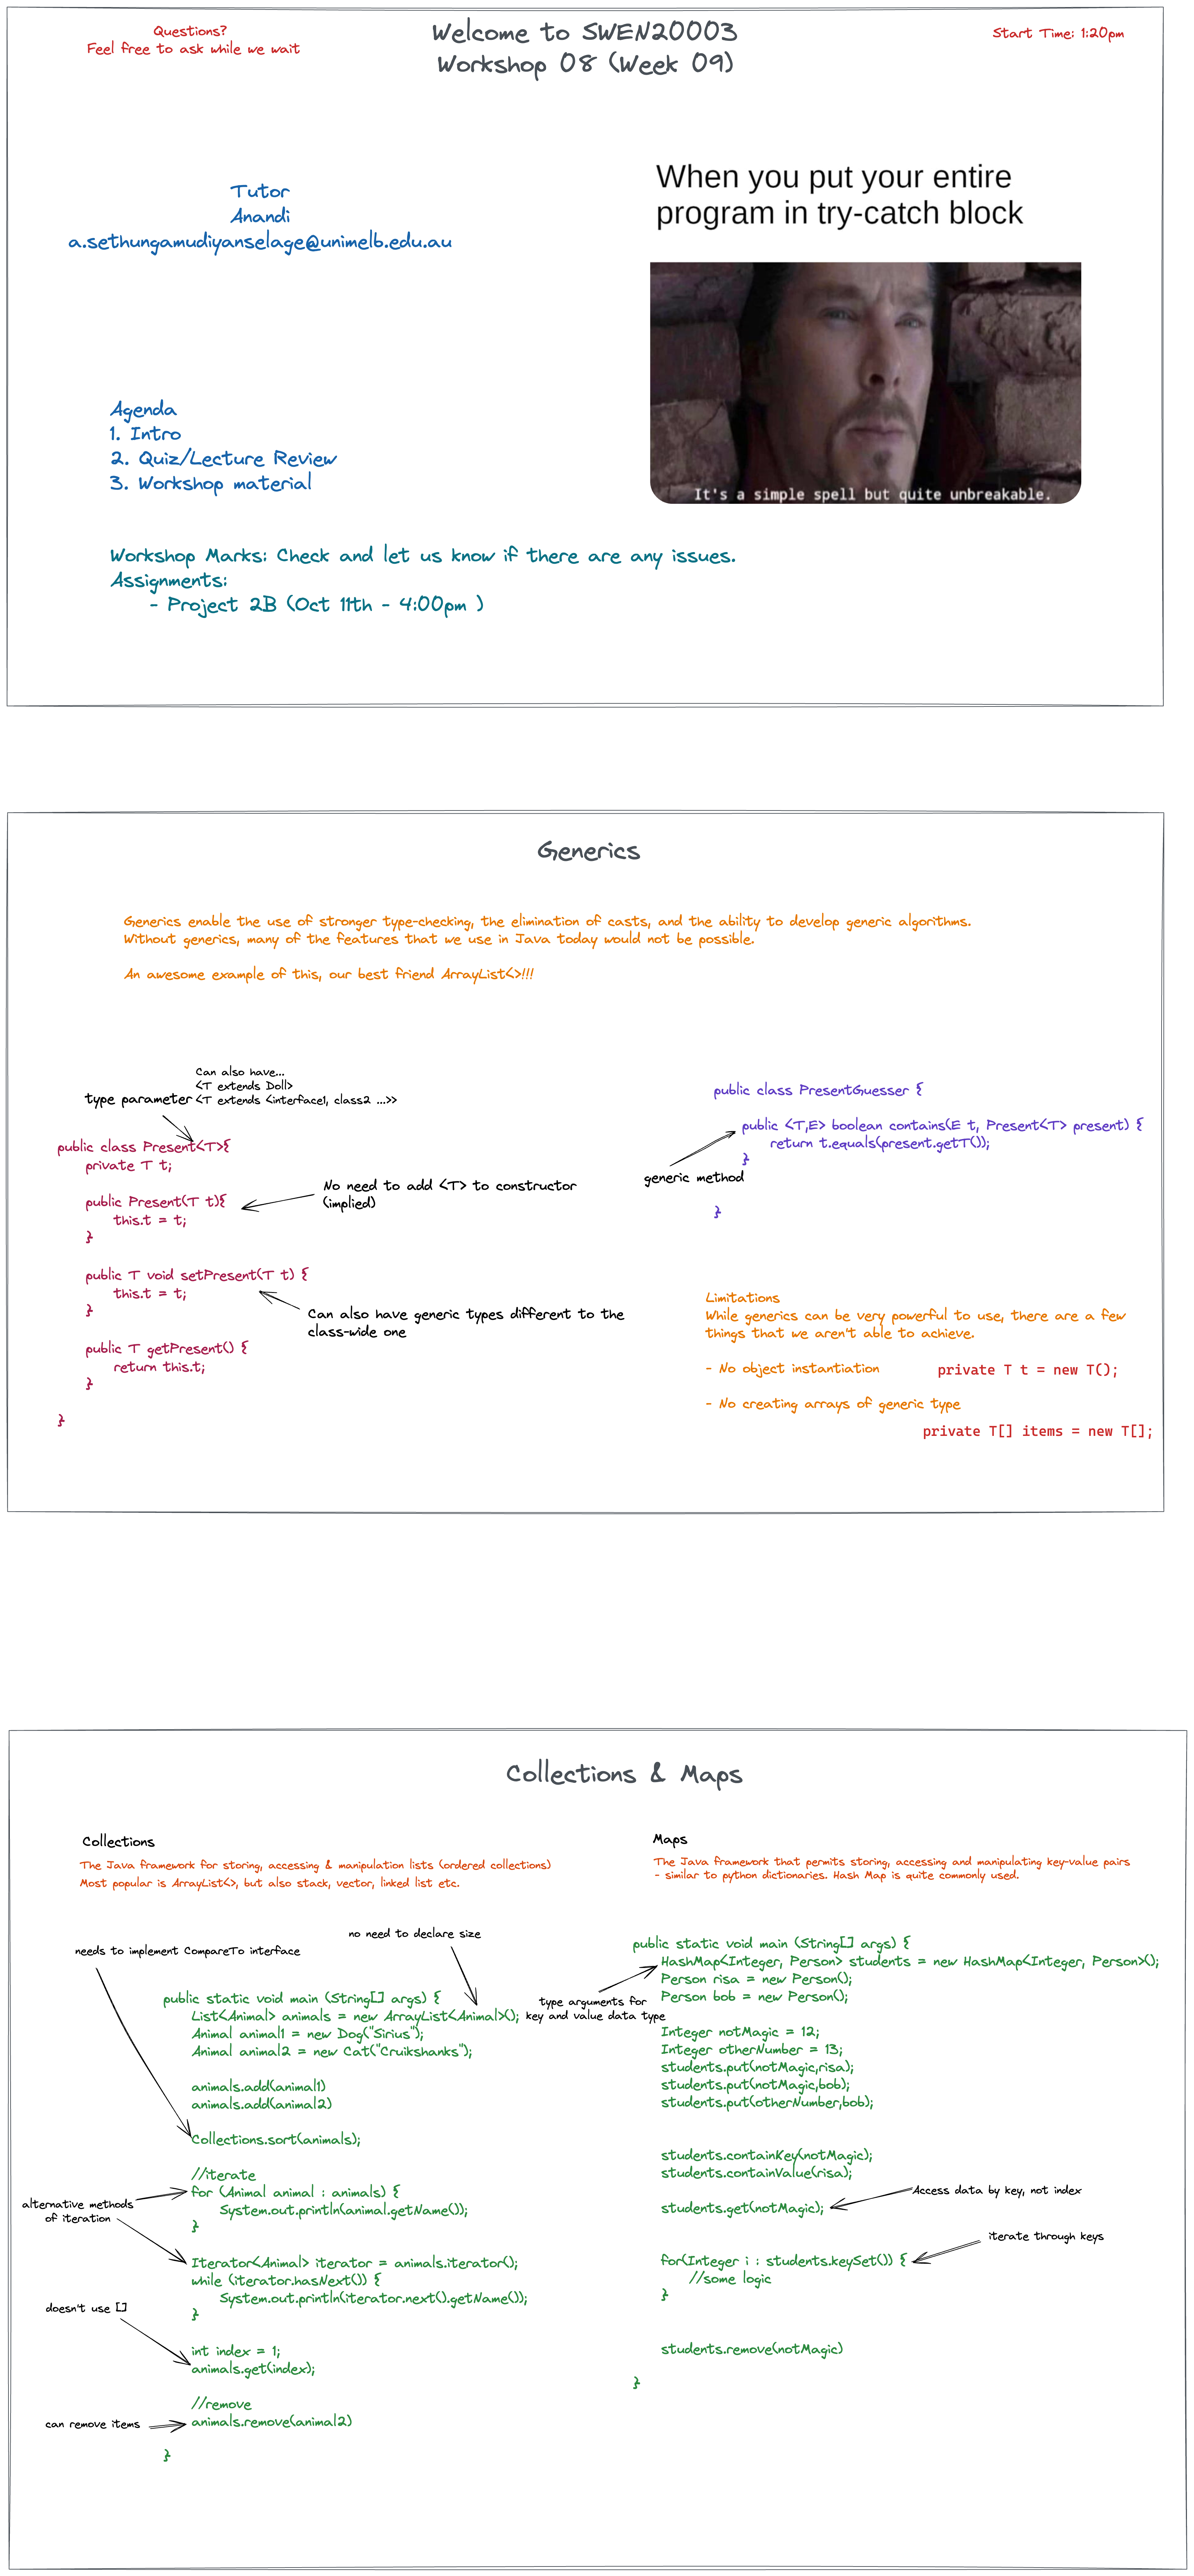 Questions?
Feel free to ask while we wait
Welcome to SWEN20003
Workshop 08 (Week 09)
Start Time: 1:20pm
When you put your entire
program in try-catch block
Tutor
Anandi
a.sethungamudiyanselage@unimelb.edu.au
It's a simple spell but quite unbreakable.
Agenda
1. Intro
2. Quiz/Lecture Review
3. Workshop material
Workshop Marks: Check and let us know if there are any issues.
Assignments:
- Project 2B (Oct 11th - 4:00pm )
Generics
Generics enable the use of stronger type-checking, the elimination of casts, and the ability to develop generic algorithms.
Without generics, many of the features that we use in Java today would not be possible.
An awesome example of this, our best friend ArrayList<>!!!
Can also have...
<T extends Doll>
type parameter <T extends <interface1, class2 ...>>
public class Present<T>{
private T t;
No need to add <T> to constructor
(implied)
public Present(T t){
this.t = t;
}
public T void setPresent(T t) {
this.t = t;
}
Can also have generic types different to the
class-wide one
public T getPresent() {
return this.t;
}
}
public class PresentGuesser {
public <T,E> boolean contains(E t, Present<T> present) {
return t.equals(present.getT());
}
generic method
}
Limitations
While generics can be very powerful to use, there are a few
things that we aren't able to achieve.
- No object instantiation
private T t = new T();
- No creating arrays of generic type
private T[] items = new T[];
Collections & Maps
Collections
The Java framework for storing, accessing & manipulation lists (ordered collections)
Most popular is ArrayList<>, but also stack, vector, linked list etc.
no need to declare size
needs to implement CompareTo interface
public static void main (String[] args) {
List<Animal> animals = new ArrayList<Animal>();
Animal animal1 = new Dog("Sirius");
Animal animal2 = new Cat("Cruikshanks");
animals.add(animal1)
animals.add(animal2)
Collections.sort(animals);
//iterate
for (Animal animal : animals) {
System.out.println(animal.getName());
}
alternative methods
of iteration
Iterator<Animal> iterator = animals.iterator();
while (iterator.hasNext()) {
System.out.println(iterator.next().getName());
}
doesn't use []
int index = 1;
animals.get(index);
//remove
can remove items
animals.remove(animal2)
}
Maps
The Java framework that permits storing, accessing and manipulating key-value pairs
- similar to python dictionaries. Hash Map is quite commonly used.
public static void main (String[] args) {
HashMap<Integer, Person> students = new HashMap<Integer, Person>();
Person risa = new Person();
Person bob = new Person();
type arguments for
key and value data type
Integer notMagic = 12;
Integer otherNumber = 13;
students.put(notMagic,risa);
students.put(notMagic,bob);
students.put(otherNumber,bob);
students.containKey(notMagic);
students.containValue(risa);
Access data by key, not index
students.get(notMagic);
iterate through keys
for(Integer i : students.keySet()) {
//some logic
}
students.remove(notMagic)
}